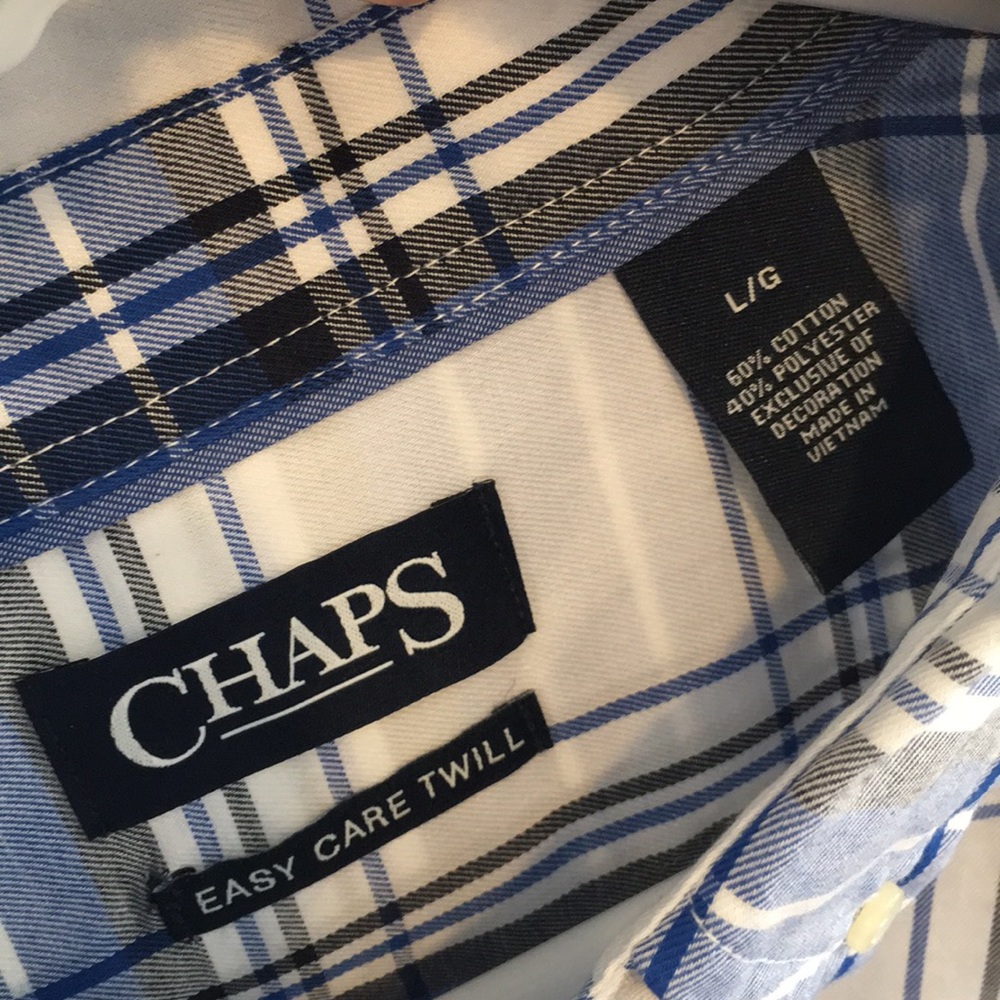 L/G
60% COTTON
40% POLYESTER
EXCLUSIVE OF
DECORATION
MADE IN
VIETNAM
CHAPS
EASY CARE TWILL